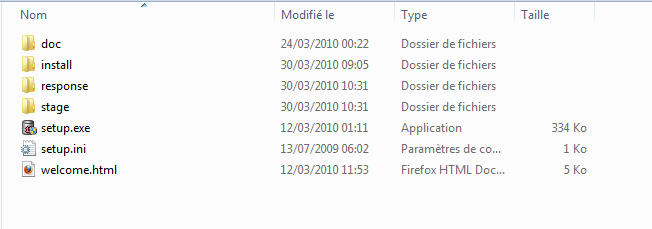 Nom Modifié le Type Taille
doc 24/03/2010 00:22 Dossier de fichiers
install 30/03/2010 09:05 Dossier de fichiers
response 30/03/2010 10:31 Dossier de fichiers
stage 30/03/2010 10:31 Dossier de fichiers
setup.exe 12/03/2010 01:11 Application 334 Ko
setup.ini 13/07/2009 06:02 Paramètres de co... 1 Ko
welcome.html 12/03/2010 11:53 Firefox HTML Doc... 5 Ko